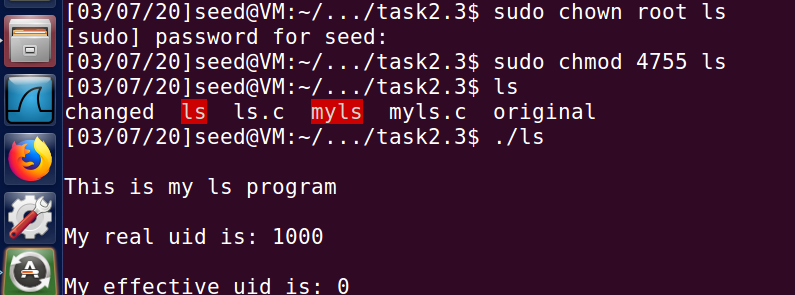 [03/07/20]seed@VM:~/.../task2.3$ sudo chown root ls
[sudo] password for seed:
[03/07/20]seed@VM:~/.../task2.3$ sudo chmod 4755 ls
[03/07/20]seed@VM:~/.../task2.3$ ls
changed  ls  ls.c  myls  myls.c  original
[03/07/20]seed@VM:~/.../task2.3$ ./ls
This is my ls program
My real uid is: 1000
My effective uid is: 0